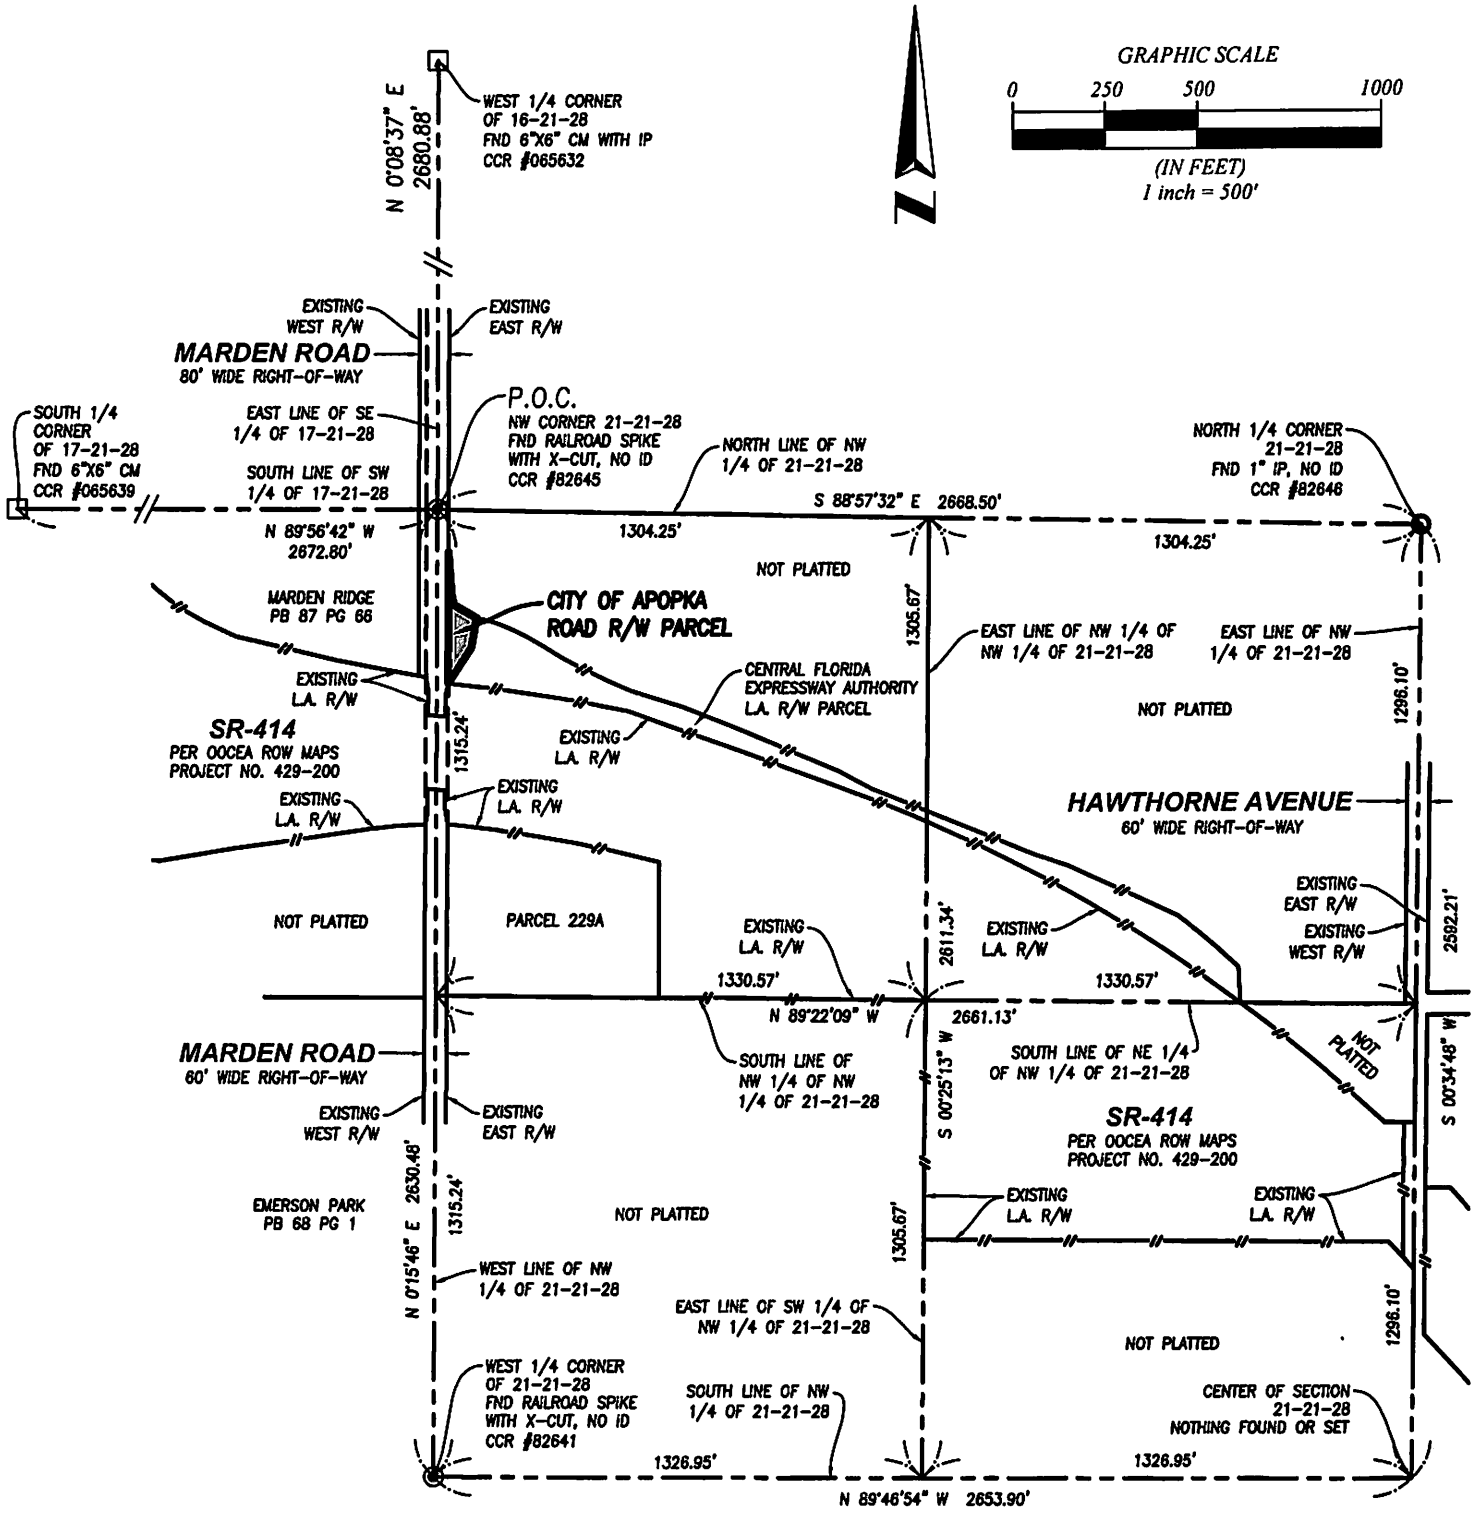 GRAPHIC SCALE
0 250 500 1000
(IN FEET)
1 inch = 500'
N
N 0°08'37" E
2680.88'
WEST 1/4 CORNER
OF 16-21-28
FND 6"X6" CM WITH IP
CCR #065632
EXISTING
WEST R/W
EXISTING
EAST R/W
MARDEN ROAD
80' WIDE RIGHT-OF-WAY
SOUTH 1/4
CORNER
OF 17-21-28
FND 6"X6" CM
CCR #065639
EAST LINE OF SE
1/4 OF 17-21-28
SOUTH LINE OF SW
1/4 OF 17-21-28
P.O.C.
NW CORNER 21-21-28
FND RAILROAD SPIKE
WITH X-CUT, NO ID
CCR #82645
NORTH LINE OF NW
1/4 OF 21-21-28
NORTH 1/4 CORNER
21-21-28
FND 1" IP, NO ID
CCR #82646
S 88°57'32" E 2668.50'
N 89°56'42" W
2672.80'
1304.25'
1304.25'
NOT PLATTED
MARDEN RIDGE
PB 87 PG 66
CITY OF APOPKA
ROAD R/W PARCEL
1305.67'
EAST LINE OF NW 1/4 OF
NW 1/4 OF 21-21-28
EAST LINE OF NW
1/4 OF 21-21-28
1296.10'
EXISTING
L.A. R/W
CENTRAL FLORIDA
EXPRESSWAY AUTHORITY
L.A. R/W PARCEL
NOT PLATTED
SR-414
PER OOCEA ROW MAPS
PROJECT NO. 429-200
1315.24'
EXISTING
L.A. R/W
EXISTING
L.A. R/W
EXISTING
L.A. R/W
HAWTHORNE AVENUE
60' WIDE RIGHT-OF-WAY
EXISTING
EAST R/W
EXISTING
WEST R/W
2592.21'
NOT PLATTED
PARCEL 229A
EXISTING
L.A. R/W
2611.34'
EXISTING
L.A. R/W
1330.57'
1330.57'
N 89°22'09" W
2661.13'
MARDEN ROAD
60' WIDE RIGHT-OF-WAY
SOUTH LINE OF
NW 1/4 OF NW
1/4 OF 21-21-28
S 00°25'13" W
SOUTH LINE OF NE 1/4
OF NW 1/4 OF 21-21-28
NOT
PLATTED
S 00°34'48" W
EXISTING
WEST R/W
EXISTING
EAST R/W
SR-414
PER OOCEA ROW MAPS
PROJECT NO. 429-200
N 0°15'46" E 2630.48'
1315.24'
EMERSON PARK
PB 68 PG 1
NOT PLATTED
1305.67'
EXISTING
L.A. R/W
EXISTING
L.A. R/W
WEST LINE OF NW
1/4 OF 21-21-28
EAST LINE OF SW 1/4 OF
NW 1/4 OF 21-21-28
1296.10'
NOT PLATTED
WEST 1/4 CORNER
OF 21-21-28
FND RAILROAD SPIKE
WITH X-CUT, NO ID
CCR #82641
SOUTH LINE OF NW
1/4 OF 21-21-28
CENTER OF SECTION
21-21-28
NOTHING FOUND OR SET
1326.95'
1326.95'
N 89°46'54" W 2653.90'